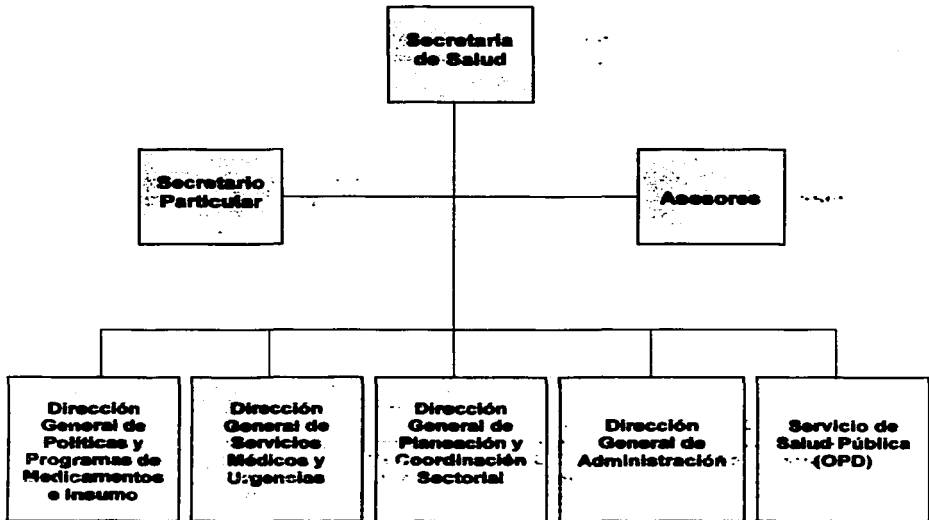 Secretaria
de Salud
Secretario
Particular
Asesores
Dirección
General de
Políticas y
Programas de
Medicamentos
e Insumo
Dirección
General de
Servicios
Médicos y
Urgencias
Dirección
General de
Planeación y
Coordinación
Sectorial
Dirección
General de
Administración
Servicio de
Salud Pública
(OPD)